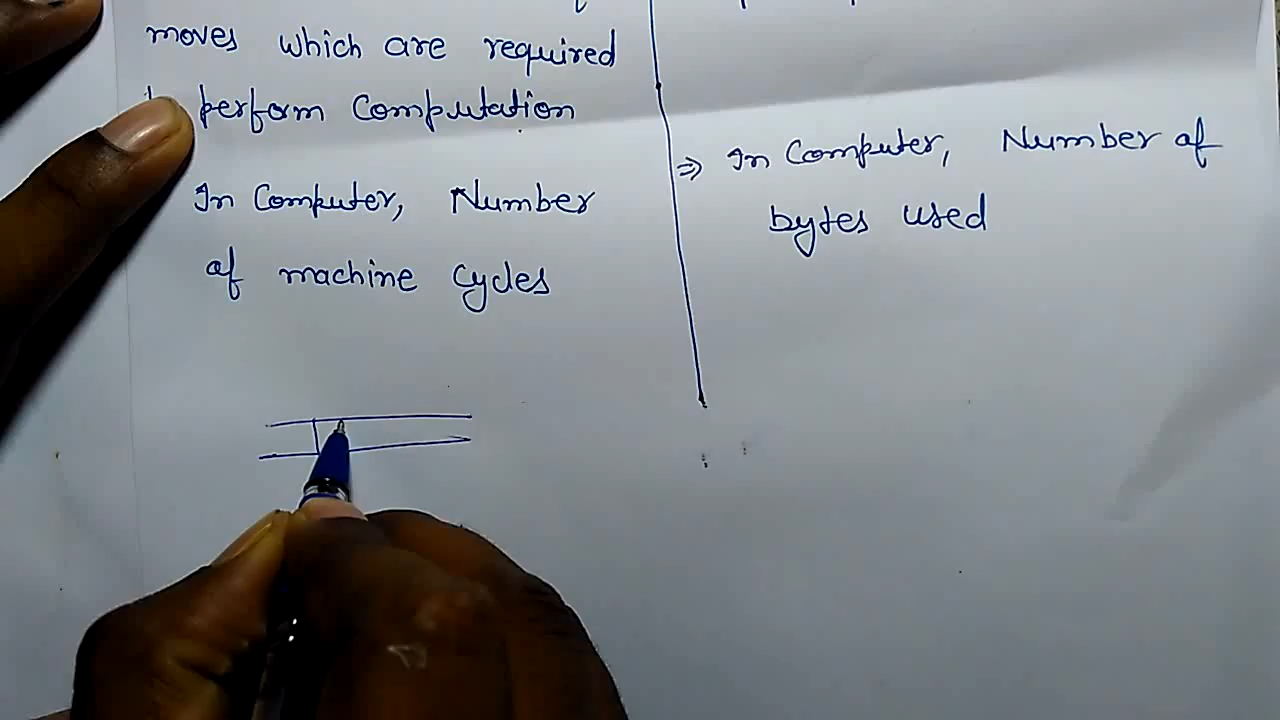 moves which are required
perform Computation
In Computer, Number
of machine Cycles
⇒ In Computer, Number of
bytes used